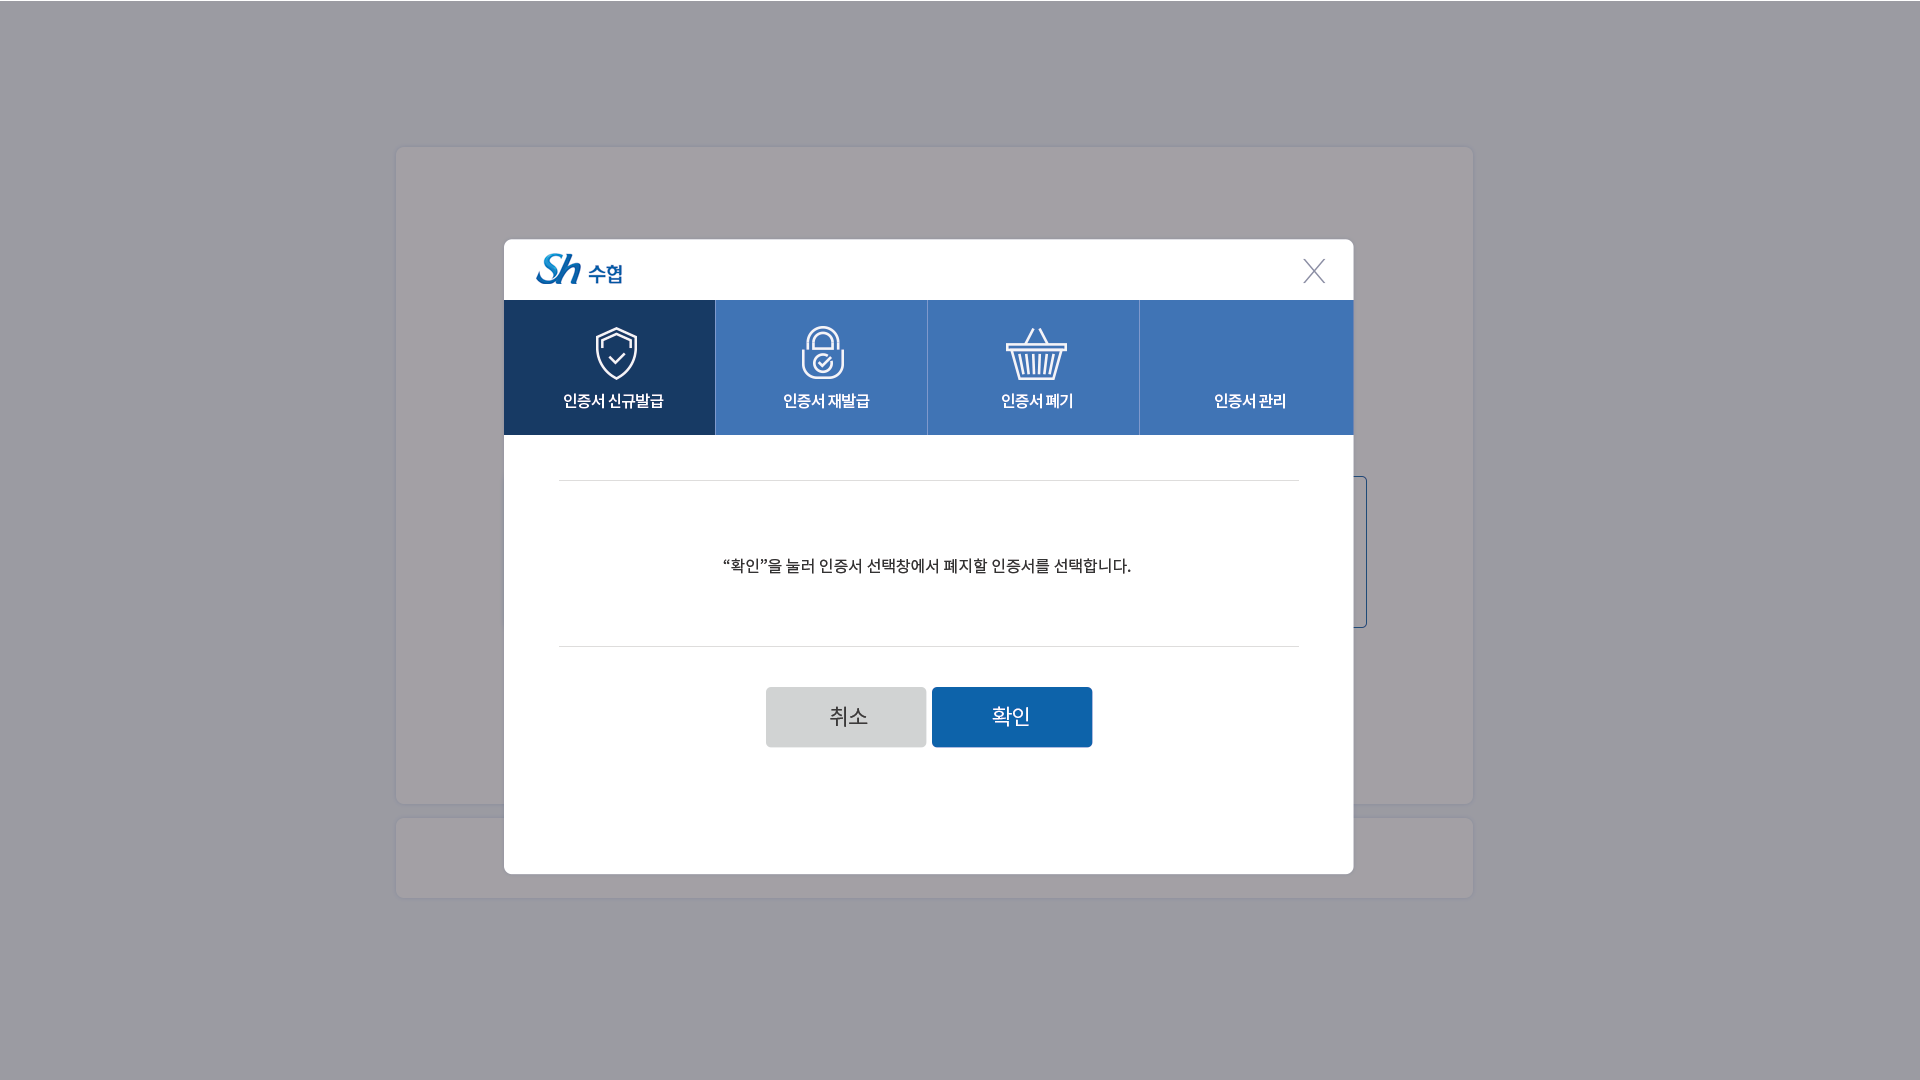 Sh 수협
인증서 신규발급
인증서 재발급
인증서 폐기
인증서 관리
“확인”을 눌러 인증서 선택창에서 폐지할 인증서를 선택합니다.
취소
확인